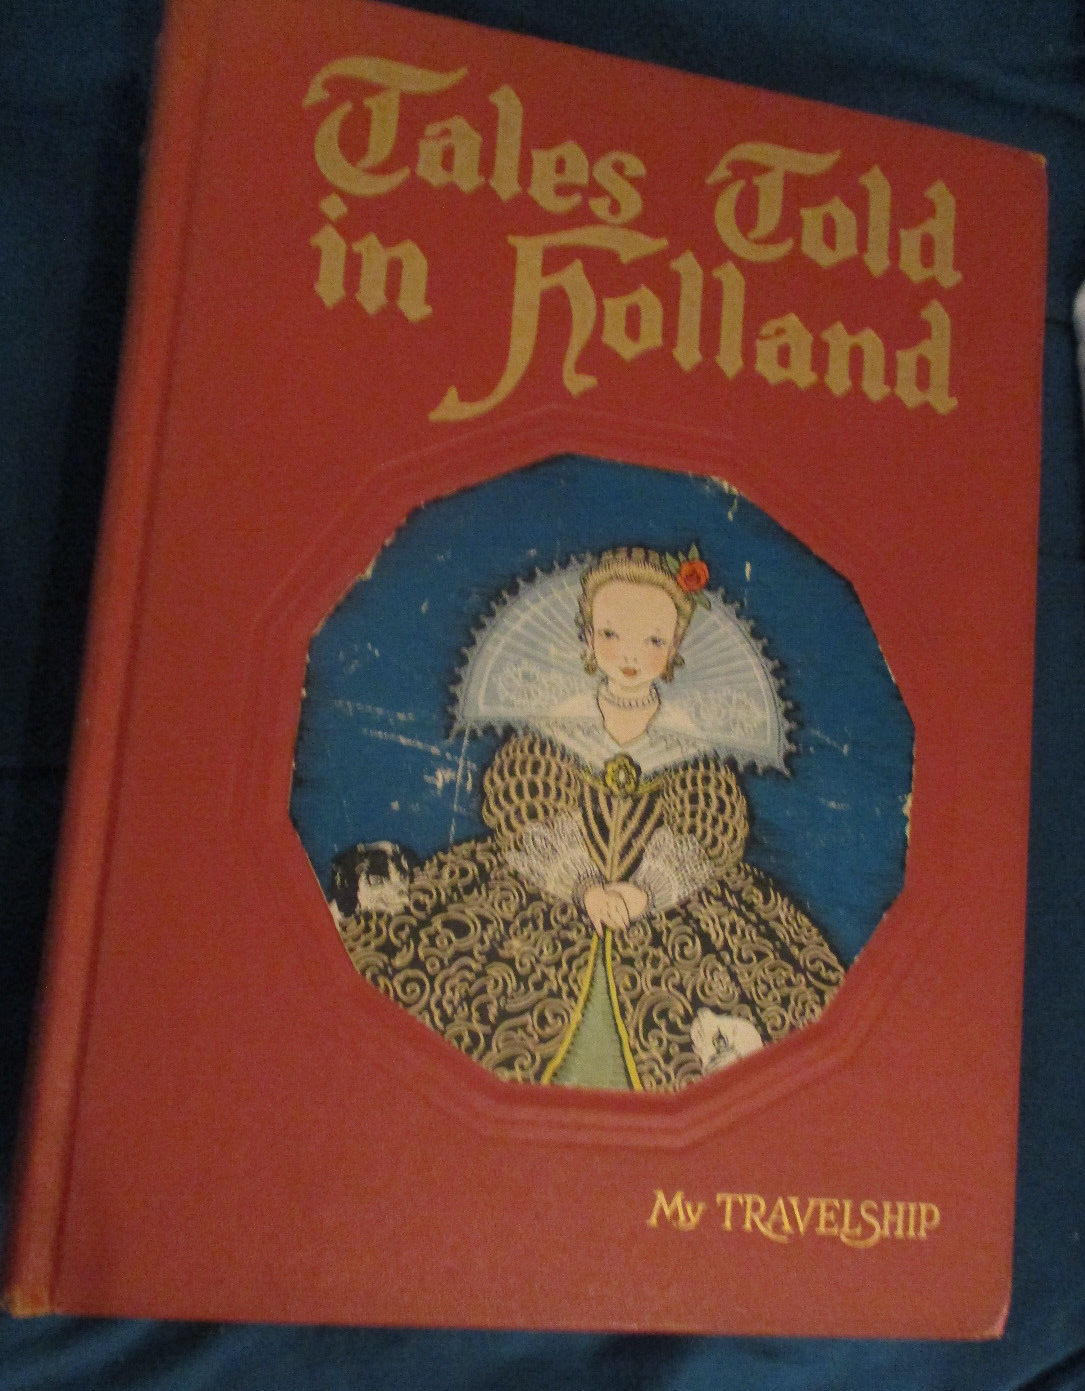 Tales Told
in Holland
My TRAVELSHIP